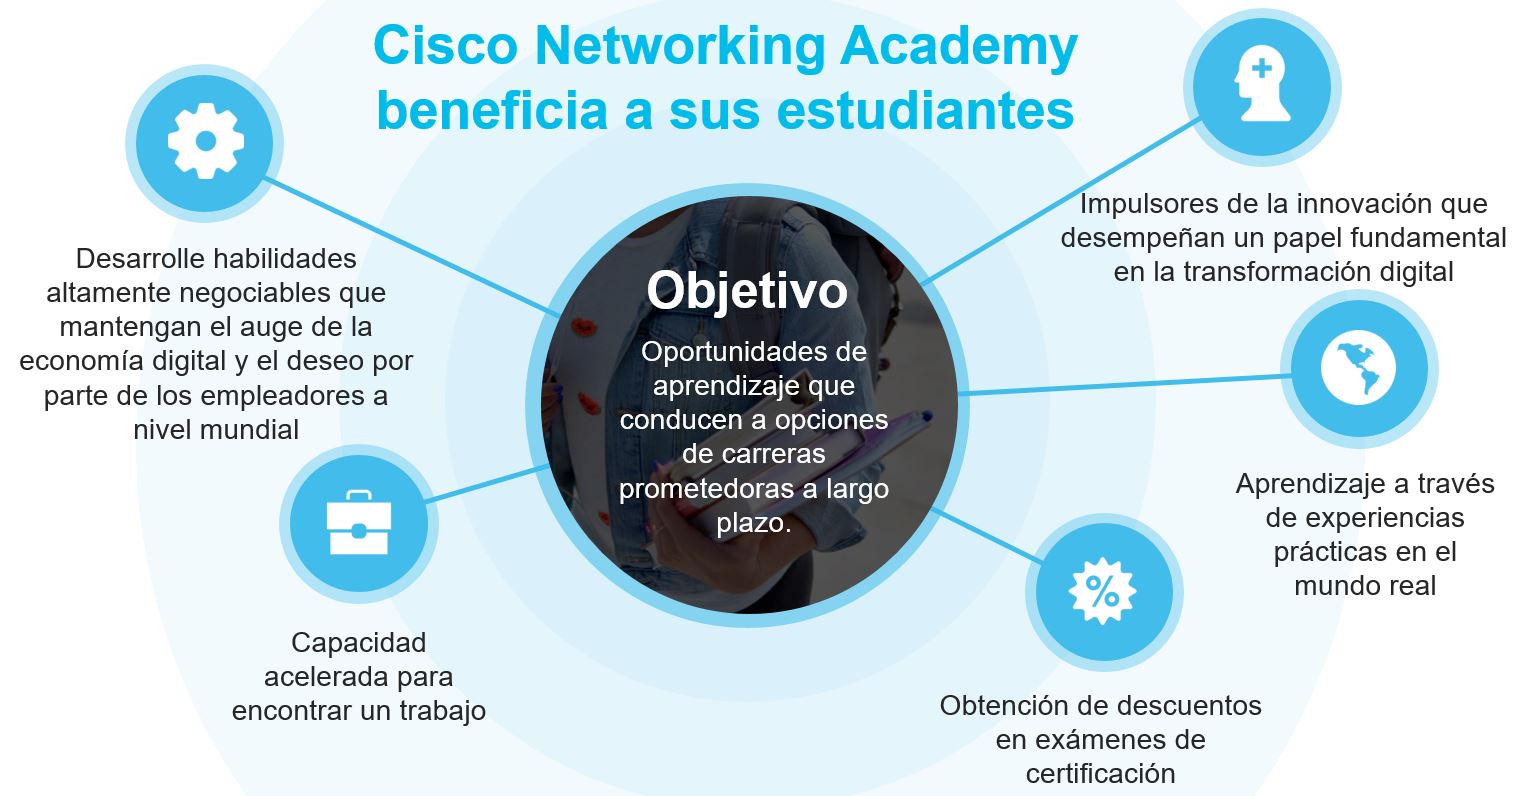 Cisco Networking Academy
beneficia a sus estudiantes
Desarrolle habilidades
altamente negociables que
mantengan el auge de la
economía digital y el deseo por
parte de los empleadores a
nivel mundial
Capacidad
acelerada para
encontrar un trabajo
Objetivo
Oportunidades de
aprendizaje que
conducen a opciones
de carreras
prometedoras a largo
plazo.
Impulsores de la innovación que
desempeñan un papel fundamental
en la transformación digital
Aprendizaje a través
de experiencias
prácticas en el
mundo real
%
Obtención de descuentos
en exámenes de
certificación